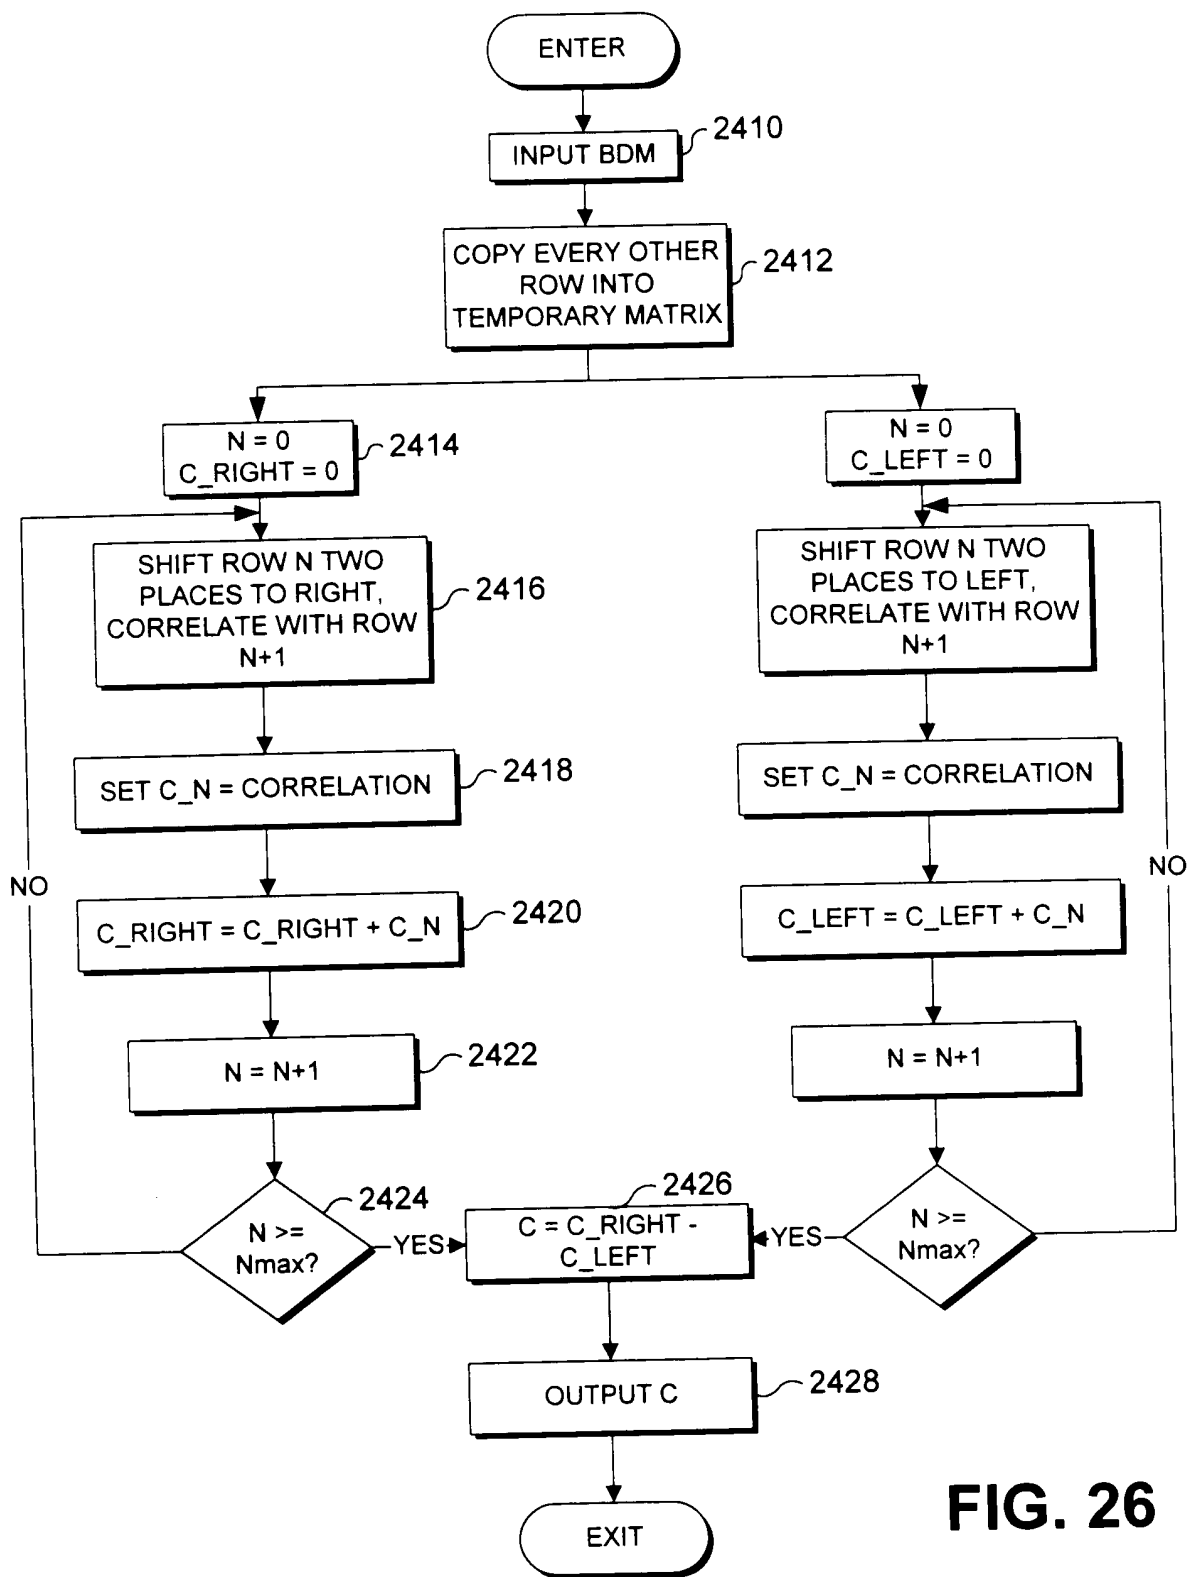 ENTER
INPUT BDM
2410
COPY EVERY OTHER
ROW INTO
TEMPORARY MATRIX
2412
N = 0
C_RIGHT = 0
2414
N = 0
C_LEFT = 0
SHIFT ROW N TWO
PLACES TO RIGHT,
CORRELATE WITH ROW
N+1
2416
SHIFT ROW N TWO
PLACES TO LEFT,
CORRELATE WITH ROW
N+1
SET C_N = CORRELATION
2418
SET C_N = CORRELATION
NO
NO
C_RIGHT = C_RIGHT + C_N
2420
C_LEFT = C_LEFT + C_N
N = N+1
2422
N = N+1
N >=
Nmax?
2424
YES
C = C_RIGHT -
C_LEFT
2426
YES
N >=
Nmax?
OUTPUT C
2428
EXIT
FIG. 26